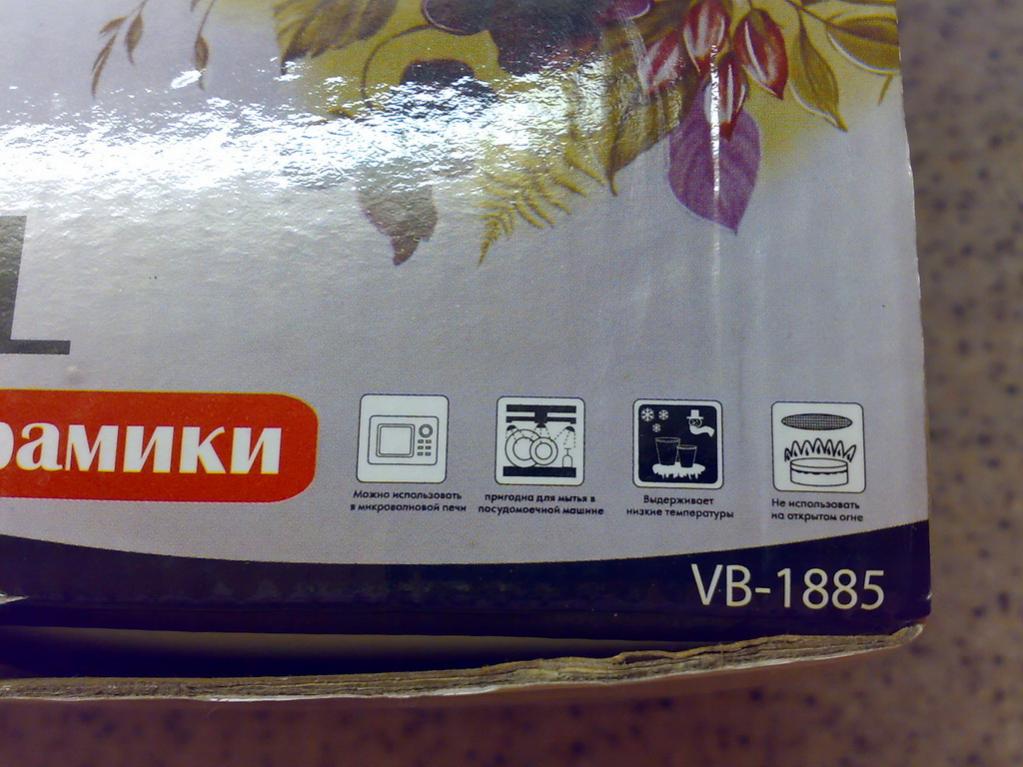 рамики
Можно использовать
в микроволновой печи
пригодна для мытья в
посудомоечной машине
Выдерживает
низкие температуры
Не использовать
на открытом огне
VB-1885